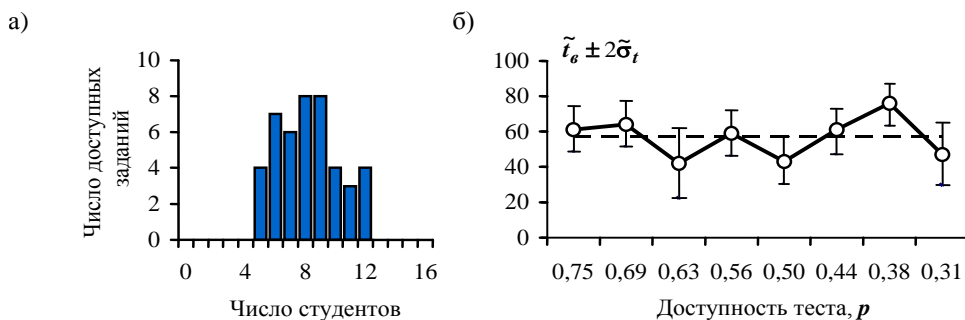 а)
10
8
6
4
2
0
0 4 8 12 16
Число доступных
заданий
Число студентов
б)
t̃в ± 2σ̃t
100
80
60
40
20
0
0,75 0,69 0,63 0,56 0,50 0,44 0,38 0,31
Доступность теста, p